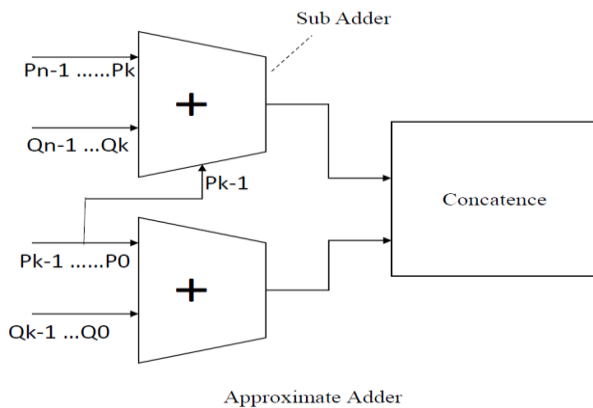 Sub Adder
Pn-1 ......Pk
+
Qn-1 ...Qk
Pk-1
Concatence
Pk-1 ......P0
+
Qk-1 ...Q0
Approximate Adder